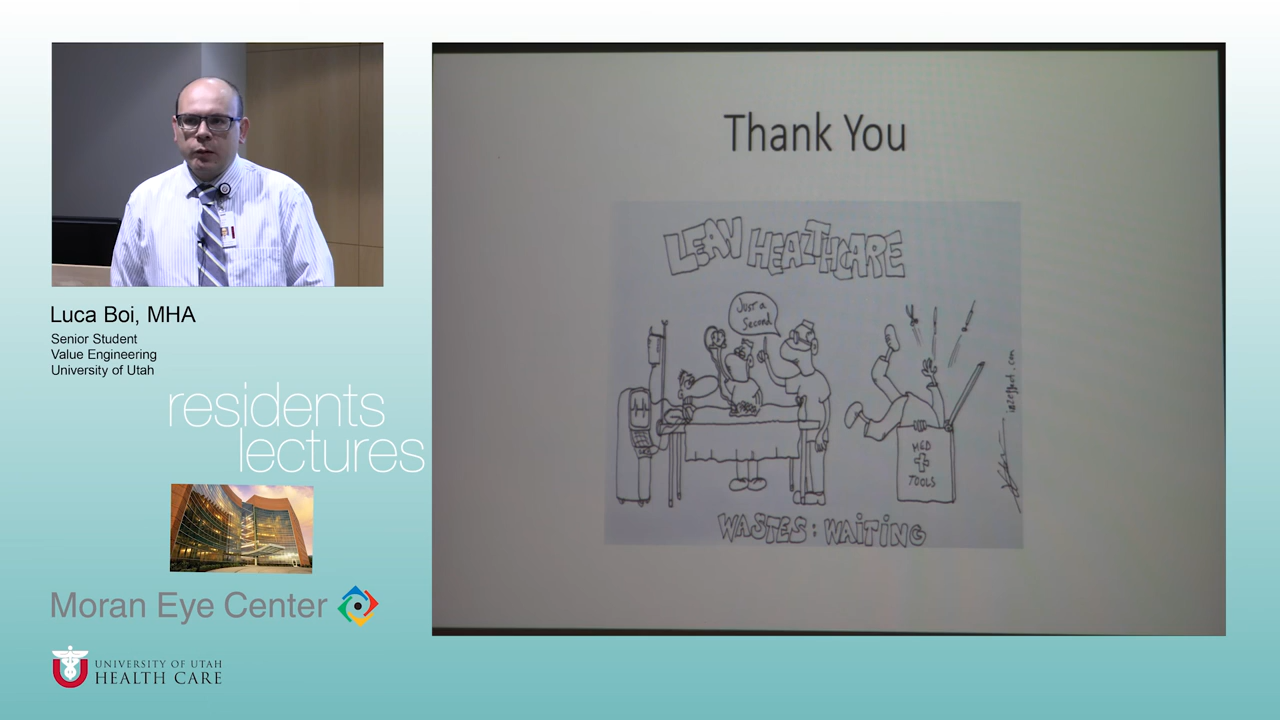 Luca Boi, MHA
Senior Student
Value Engineering
University of Utah
residents
lectures
Moran Eye Center
UNIVERSITY OF UTAH
HEALTH CARE
Thank You
LEAN HEALTHCARE
Just a
Second
MED
TOOLS
WASTES: WAITING